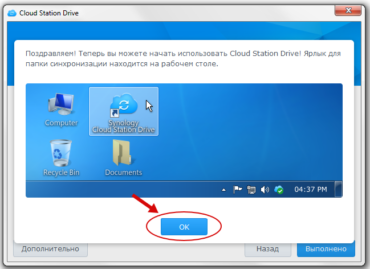 Cloud Station Drive
Поздравляем! Теперь вы можете начать использовать Cloud Station Drive! Ярлык для
папки синхронизации находится на рабочем столе.
Computer
Synology
Cloud Station Drive
Recycle Bin
Documents
04:37 PM
OK
Дополнительно
Назад
Выполнено